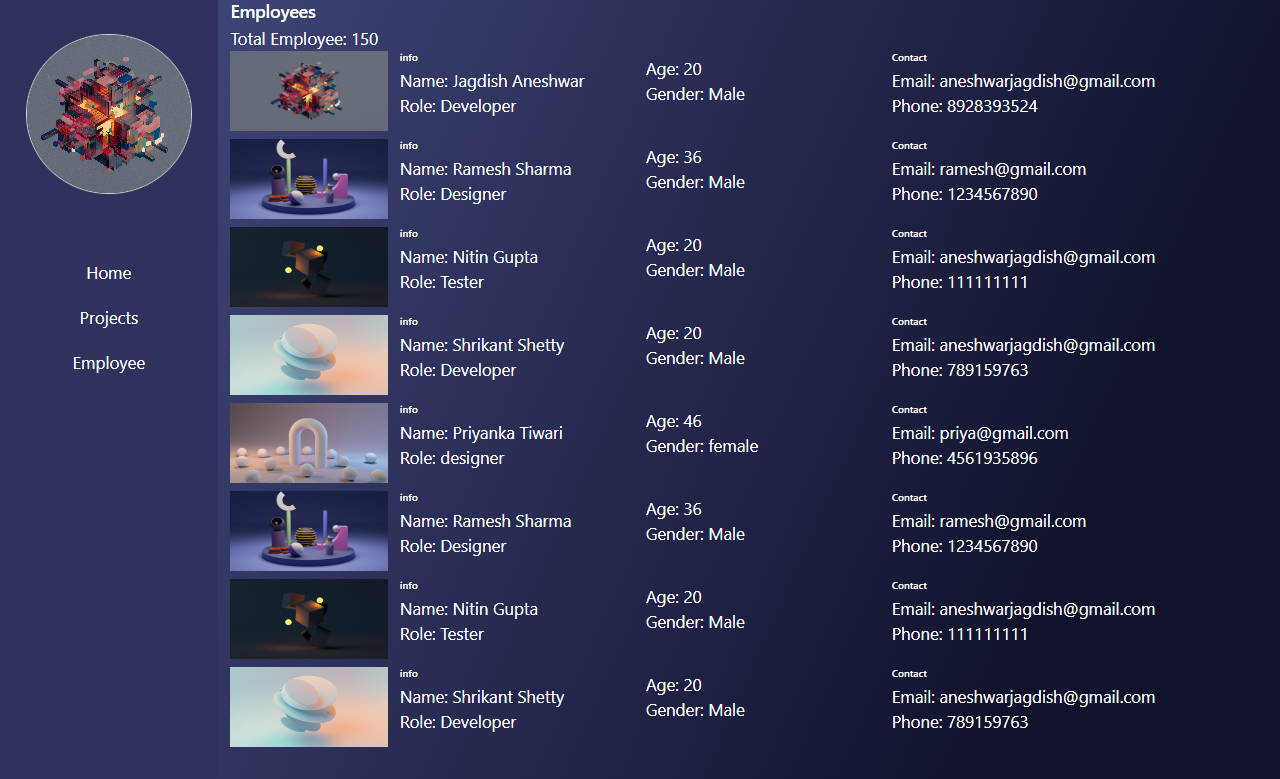 Employees
Total Employee: 150
Home
Projects
Employee
info
Name: Jagdish Aneshwar
Role: Developer
Age: 20
Gender: Male
Contact
Email: aneshwarjagdish@gmail.com
Phone: 8928393524
info
Name: Ramesh Sharma
Role: Designer
Age: 36
Gender: Male
Contact
Email: ramesh@gmail.com
Phone: 1234567890
info
Name: Nitin Gupta
Role: Tester
Age: 20
Gender: Male
Contact
Email: aneshwarjagdish@gmail.com
Phone: 111111111
info
Name: Shrikant Shetty
Role: Developer
Age: 20
Gender: Male
Contact
Email: aneshwarjagdish@gmail.com
Phone: 789159763
info
Name: Priyanka Tiwari
Role: designer
Age: 46
Gender: female
Contact
Email: priya@gmail.com
Phone: 4561935896
info
Name: Ramesh Sharma
Role: Designer
Age: 36
Gender: Male
Contact
Email: ramesh@gmail.com
Phone: 1234567890
info
Name: Nitin Gupta
Role: Tester
Age: 20
Gender: Male
Contact
Email: aneshwarjagdish@gmail.com
Phone: 111111111
info
Name: Shrikant Shetty
Role: Developer
Age: 20
Gender: Male
Contact
Email: aneshwarjagdish@gmail.com
Phone: 789159763